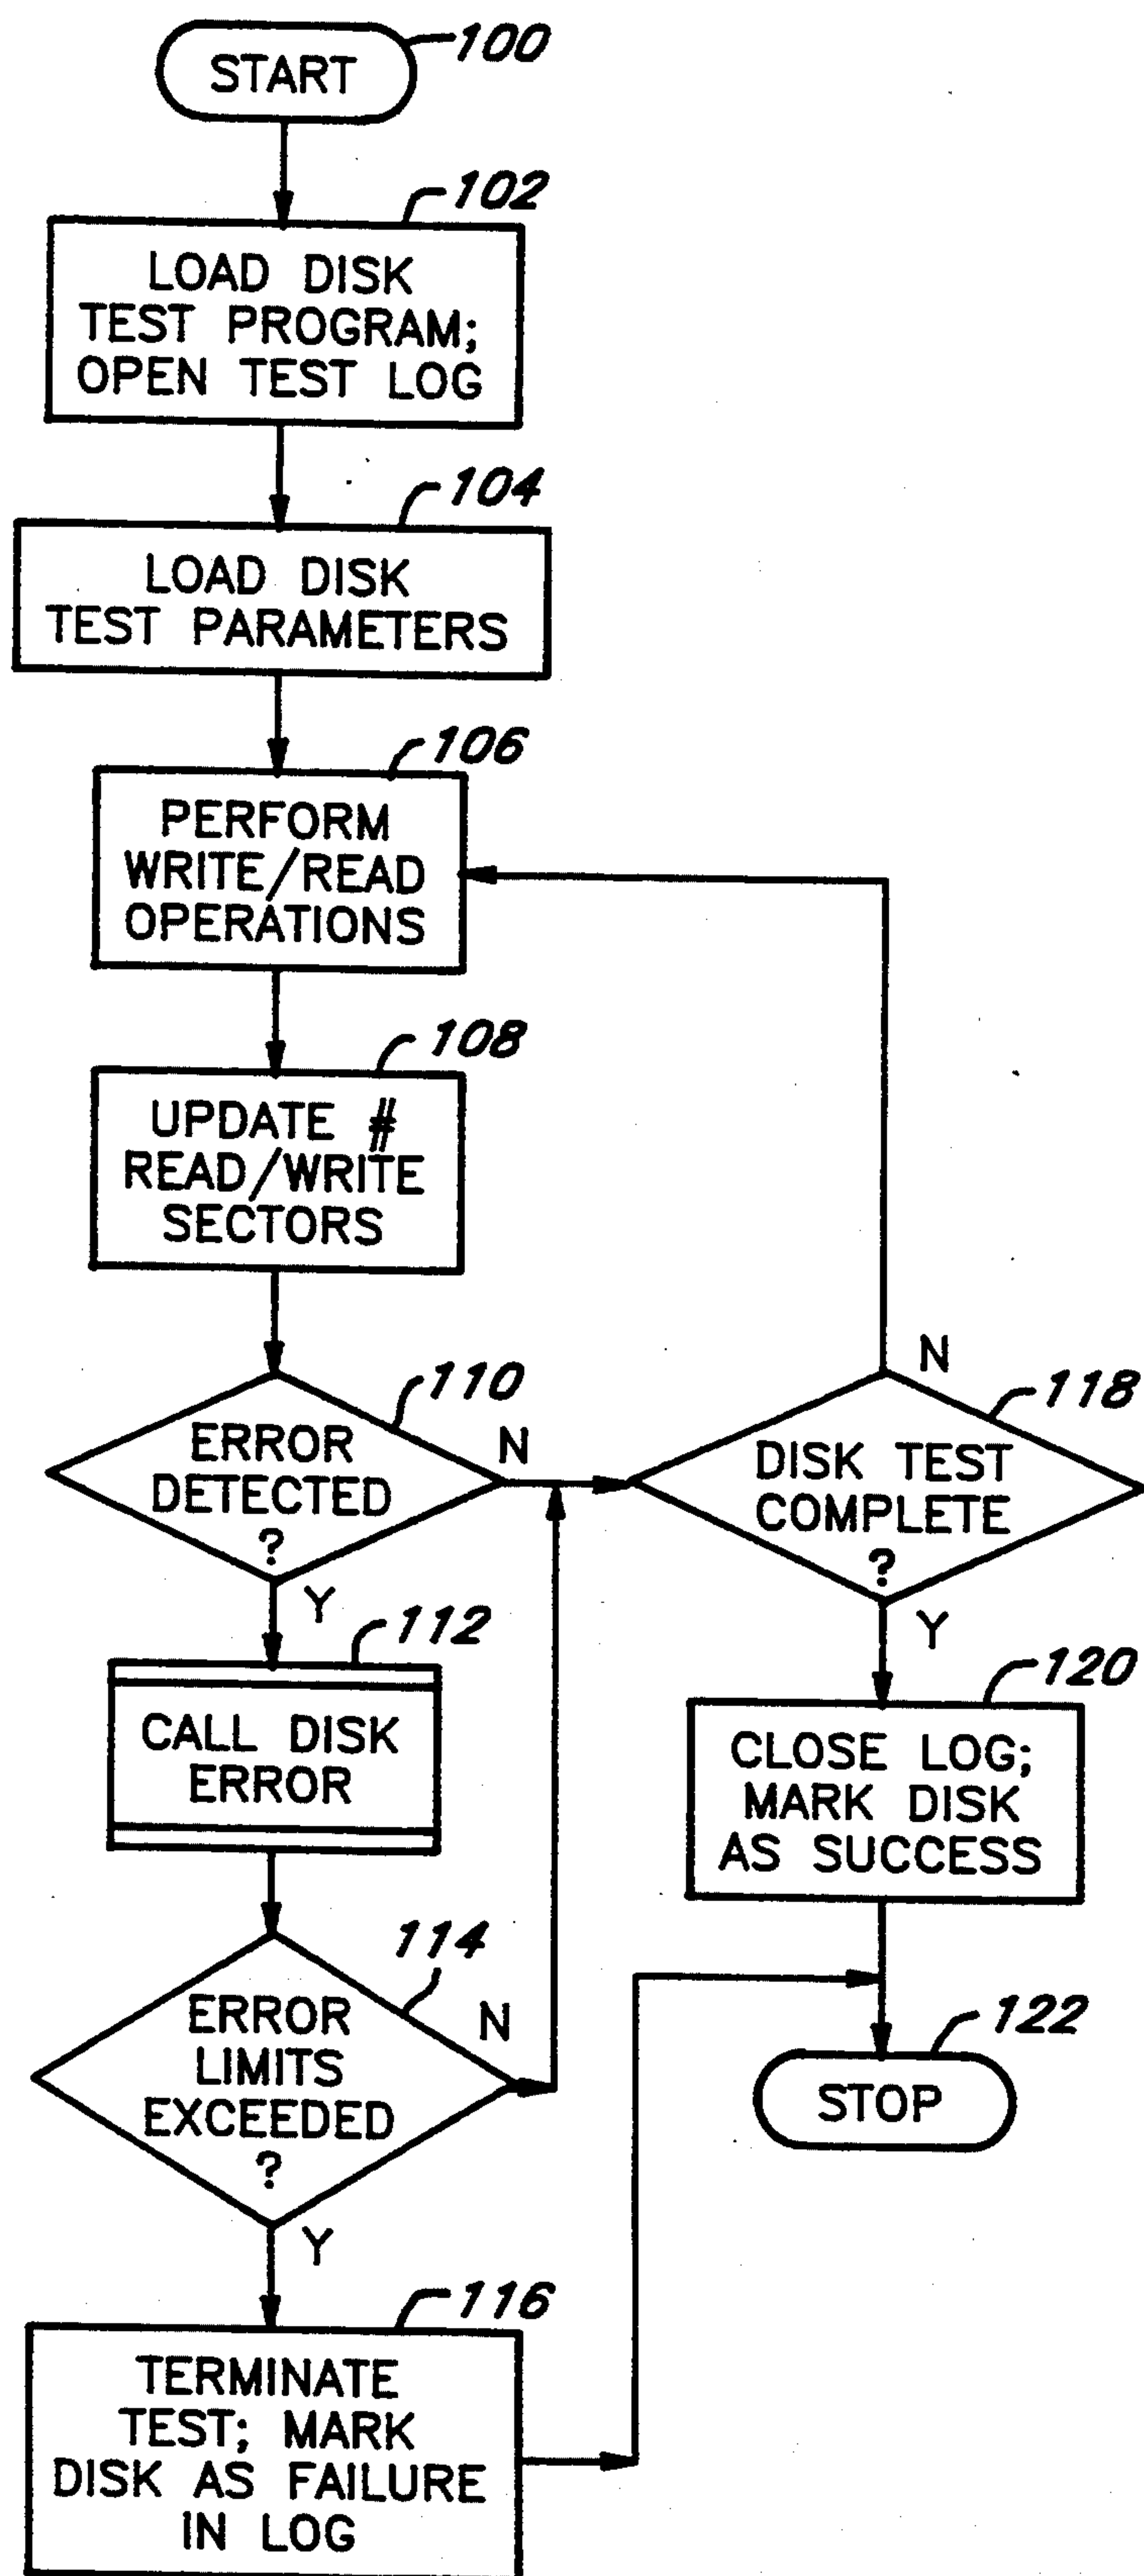 100
START
102
LOAD DISK
TEST PROGRAM;
OPEN TEST LOG
104
LOAD DISK
TEST PARAMETERS
106
PERFORM
WRITE/READ
OPERATIONS
108
UPDATE #
READ/WRITE
SECTORS
110
ERROR
DETECTED
?
N
Y
112
CALL DISK
ERROR
114
ERROR
LIMITS
EXCEEDED
?
N
Y
116
TERMINATE
TEST; MARK
DISK AS FAILURE
IN LOG
N
118
DISK TEST
COMPLETE
?
Y
120
CLOSE LOG;
MARK DISK
AS SUCCESS
122
STOP